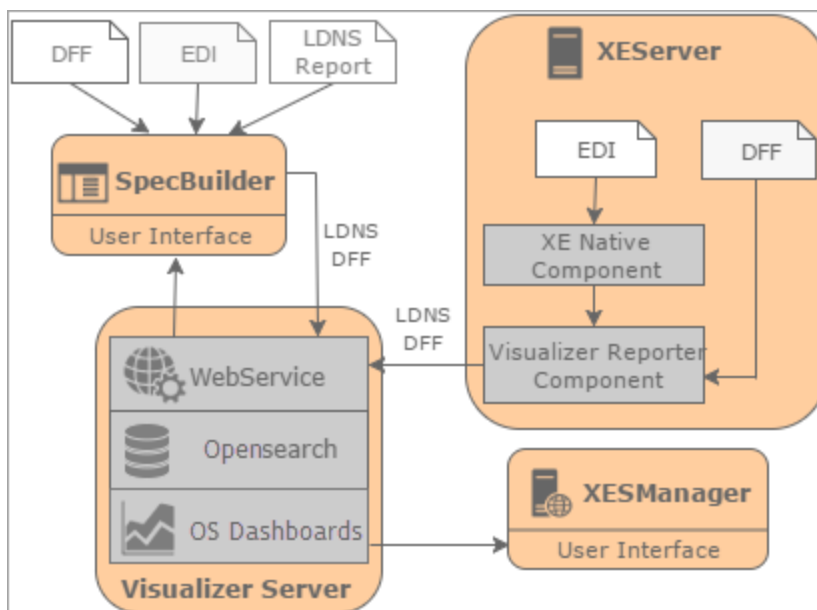 DFF
EDI
LDNS
Report
SpecBuilder
User Interface
LDNS
DFF
XEServer
EDI
DFF
XE Native
Component
Visualizer Reporter
Component
LDNS
DFF
WebService
Opensearch
OS Dashboards
Visualizer Server
XESManager
User Interface